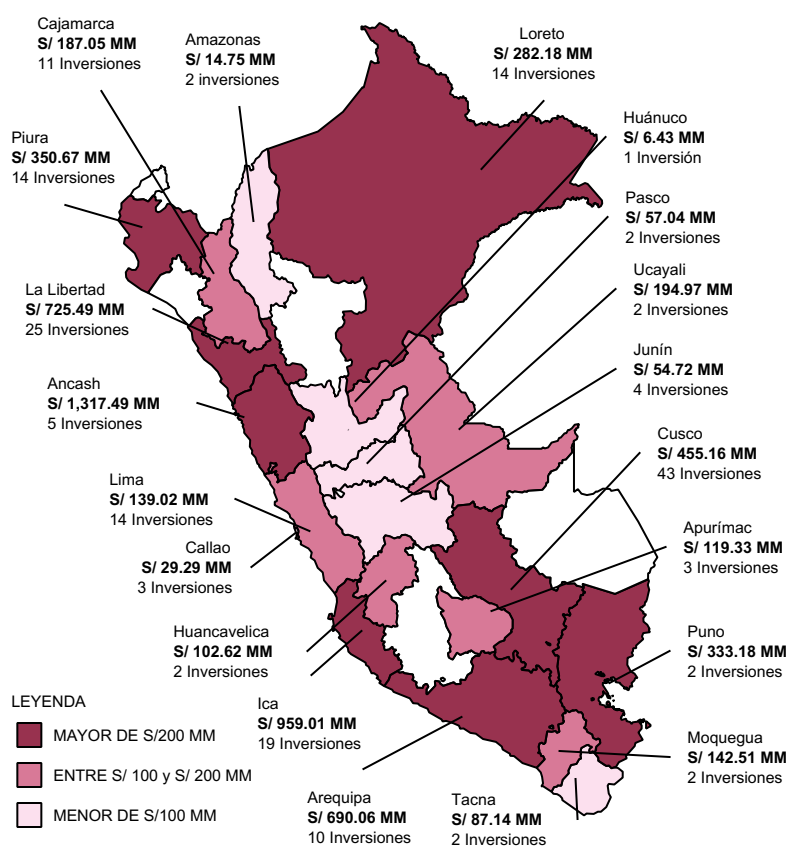 Cajamarca
S/ 187.05 MM
11 Inversiones
Amazonas
S/ 14.75 MM
2 inversiones
Loreto
S/ 282.18 MM
14 Inversiones
Huánuco
S/ 6.43 MM
1 Inversión
Piura
S/ 350.67 MM
14 Inversiones
Pasco
S/ 57.04 MM
2 Inversiones
Ucayali
S/ 194.97 MM
2 Inversiones
La Libertad
S/ 725.49 MM
25 Inversiones
Junín
S/ 54.72 MM
4 Inversiones
Ancash
S/ 1,317.49 MM
5 Inversiones
Cusco
S/ 455.16 MM
43 Inversiones
Lima
S/ 139.02 MM
14 Inversiones
Apurímac
S/ 119.33 MM
3 Inversiones
Callao
S/ 29.29 MM
3 Inversiones
Huancavelica
S/ 102.62 MM
2 Inversiones
Puno
S/ 333.18 MM
2 Inversiones
Ica
S/ 959.01 MM
19 Inversiones
Moquegua
S/ 142.51 MM
2 Inversiones
Arequipa
S/ 690.06 MM
10 Inversiones
Tacna
S/ 87.14 MM
2 Inversiones
LEYENDA
MAYOR DE S/200 MM
ENTRE S/ 100 y S/ 200 MM
MENOR DE S/100 MM